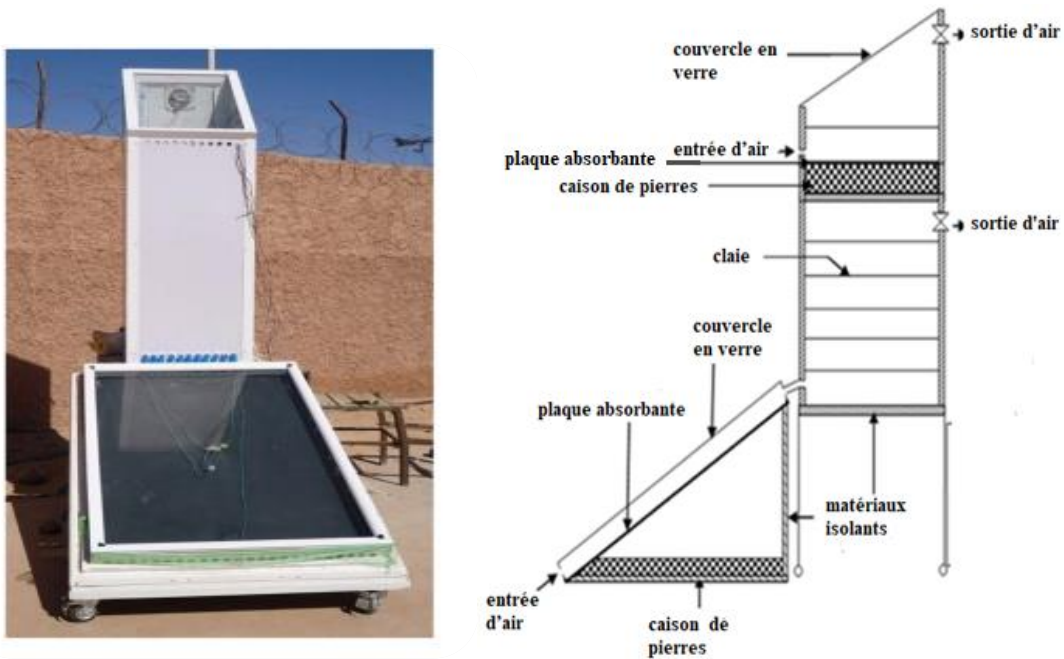 couvercle en
verre
sortie d'air
entrée d'air
plaque absorbante
caison de pierres
sortie d'air
claie
couvercle
en verre
plaque absorbante
matériaux
isolants
entrée
d'air
caison de
pierres